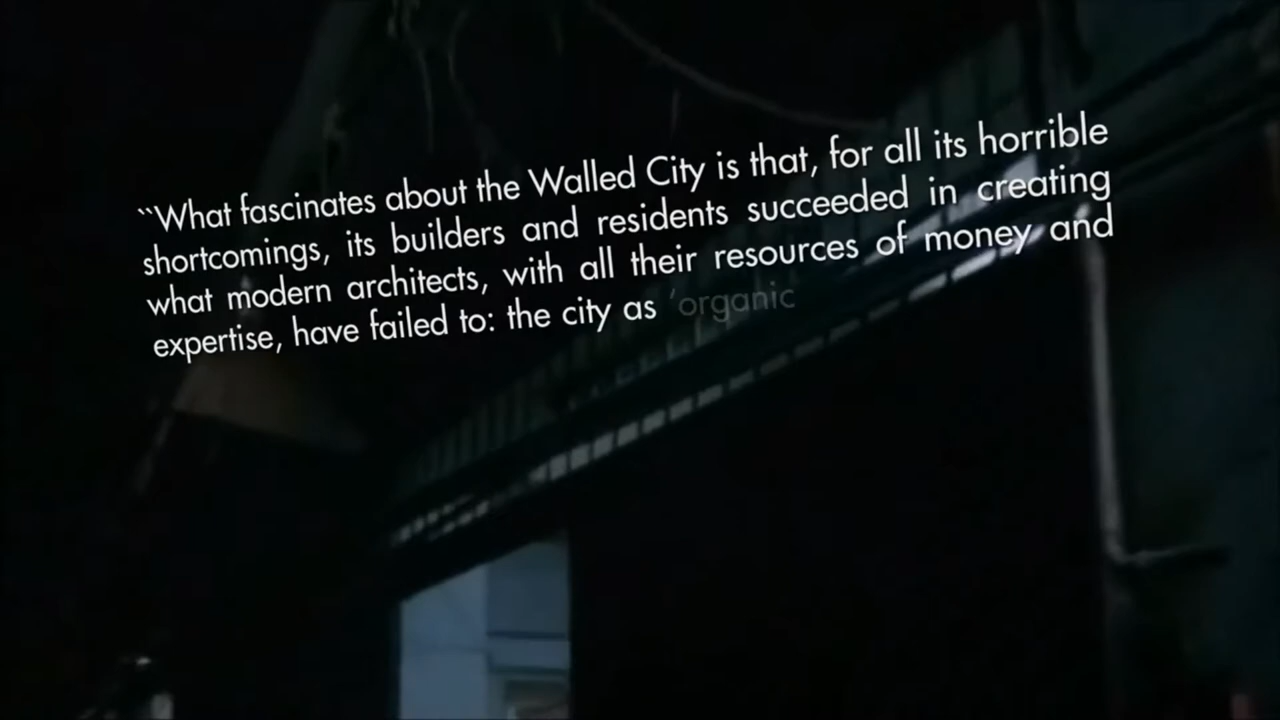 ``What fascinates about the Walled City is that, for all its horrible
shortcomings, its builders and residents succeeded in creating
what modern architects, with all their resources of money and
expertise, have failed to: the city as 'organic